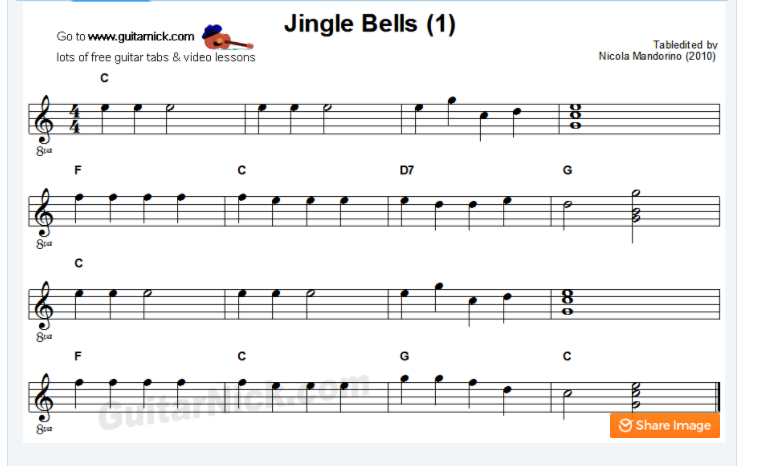 Jingle Bells (1)
Go to www.guitarnick.com
lots of free guitar tabs & video lessons
Tabledited by
Nicola Mandorino (2010)
C
4
4
8va
F C D7 G
8va
C
8va
F C G C
GuitarNick.com
8va
Share Image